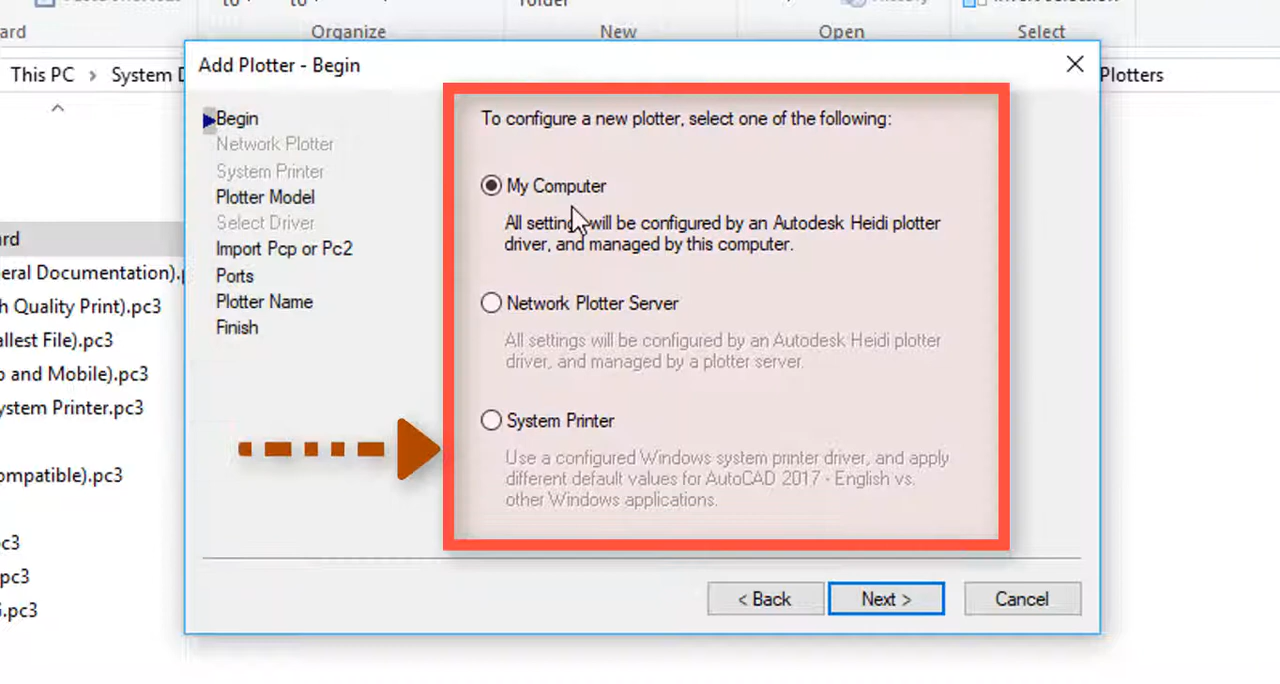 Organize
New
Open
Select
This PC > System
Plotters
Add Plotter - Begin
Begin
Network Plotter
System Printer
Plotter Model
Select Driver
Import Pcp or Pc2
Ports
Plotter Name
Finish
To configure a new plotter, select one of the following:
My Computer
All settings will be configured by an Autodesk Heidi plotter
driver, and managed by this computer.
Network Plotter Server
All settings will be configured by an Autodesk Heidi plotter
driver, and managed by a plotter server.
System Printer
Use a configured Windows system printer driver, and apply
different default values for AutoCAD 2017 - English vs.
other Windows applications.
< Back
Next >
Cancel
eral Documentation).
h Quality Print).pc3
allest File).pc3
o and Mobile).pc3
ystem Printer.pc3
ompatible).pc3
c3
pc3
.pc3